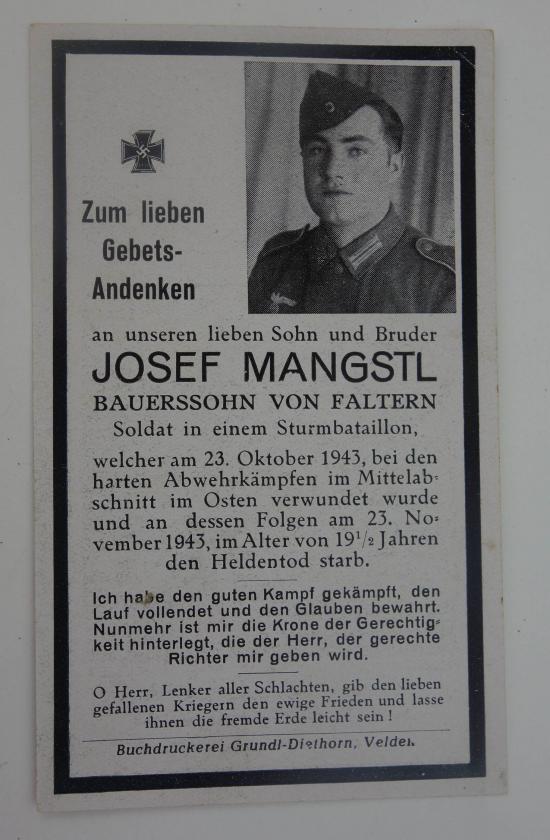 Zum lieben
Gebets-
Andenken
an unseren lieben Sohn und Bruder
JOSEF MANGSTL
BAUERSSOHN VON FALTERN
Soldat in einem Sturmbataillon,
welcher am 23. Oktober 1943, bei den
harten Abwehrkämpfen im Mittelab-
schnitt im Osten verwundet wurde
und an dessen Folgen am 23. No-
vember 1943, im Alter von 19 1/2 Jahren
den Heldentod starb.
Ich habe den guten Kampf gekämpft, den
Lauf vollendet und den Glauben bewahrt.
Nunmehr ist mir die Krone der Gerechtig-
keit hinterlegt, die der Herr, der gerechte
Richter mir geben wird.
O Herr, Lenker aller Schlachten, gib den lieben
gefallenen Kriegern den ewige Frieden und lasse
ihnen die fremde Erde leicht sein !
Buchdruckerei Grundl-Diethorn, Velden.